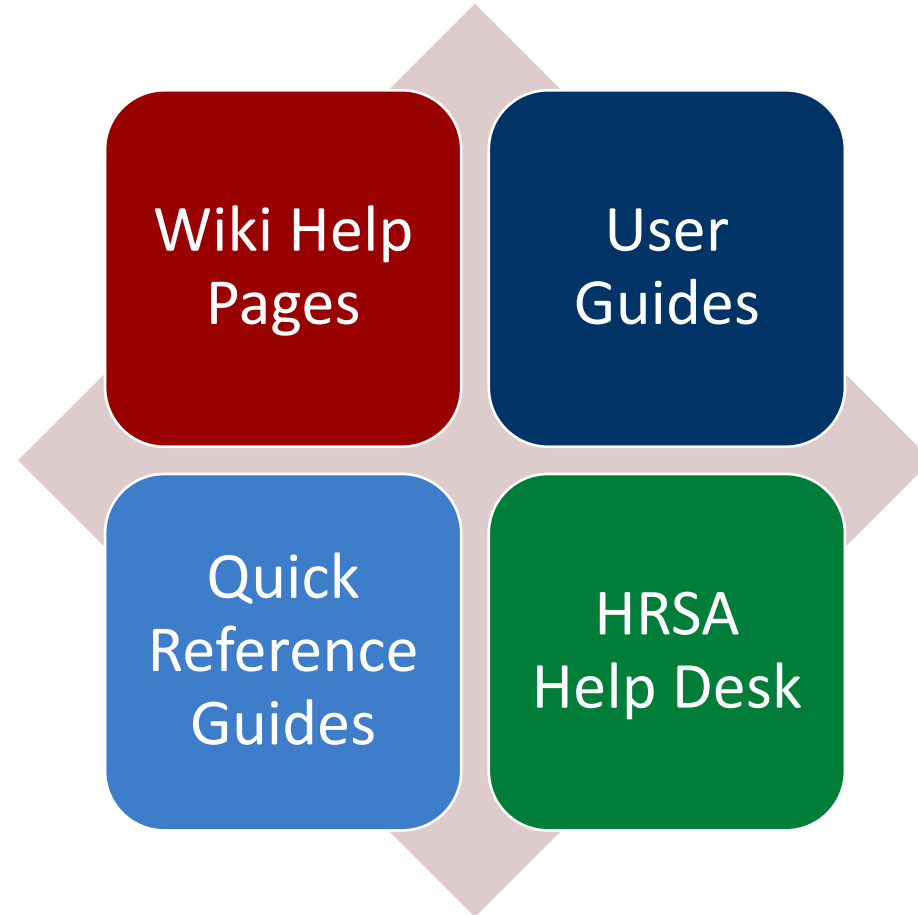 Wiki Help
Pages
User
Guides
Quick
Reference
Guides
HRSA
Help Desk